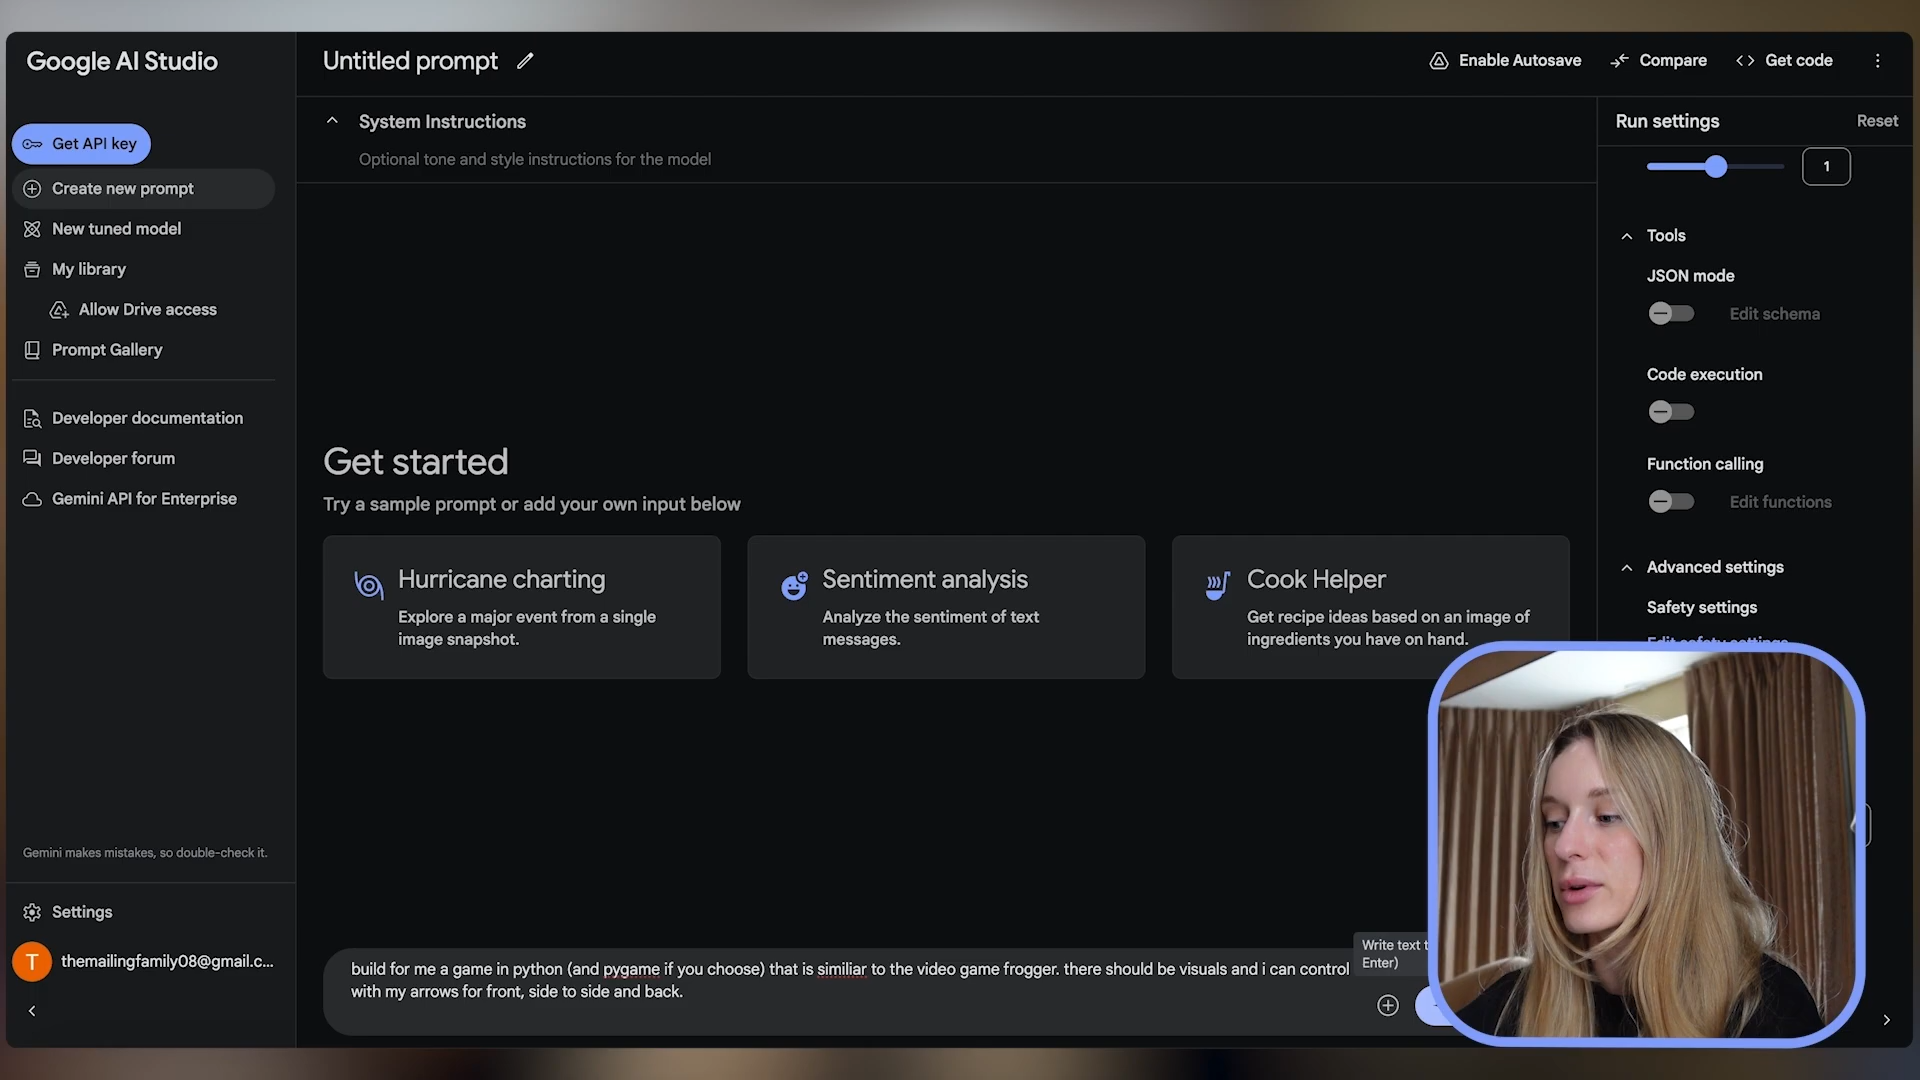 Google AI Studio
Get API key
Create new prompt
New tuned model
My library
Allow Drive access
Prompt Gallery
Developer documentation
Developer forum
Gemini API for Enterprise
Gemini makes mistakes, so double-check it.
Settings
T
themailingfamily08@gmail.c...
Untitled prompt
Enable Autosave
Compare
Get code
System Instructions
Optional tone and style instructions for the model
Get started
Try a sample prompt or add your own input below
Hurricane charting
Explore a major event from a single
image snapshot.
Sentiment analysis
Analyze the sentiment of text
messages.
Cook Helper
Get recipe ideas based on an image of
ingredients you have on hand.
build for me a game in python (and pygame if you choose) that is similiar to the video game frogger. there should be visuals and i can control
with my arrows for front, side to side and back.
Write text t
Enter)
Run settings
Reset
1
Tools
JSON mode
Edit schema
Code execution
Function calling
Edit functions
Advanced settings
Safety settings
Edit safety settings